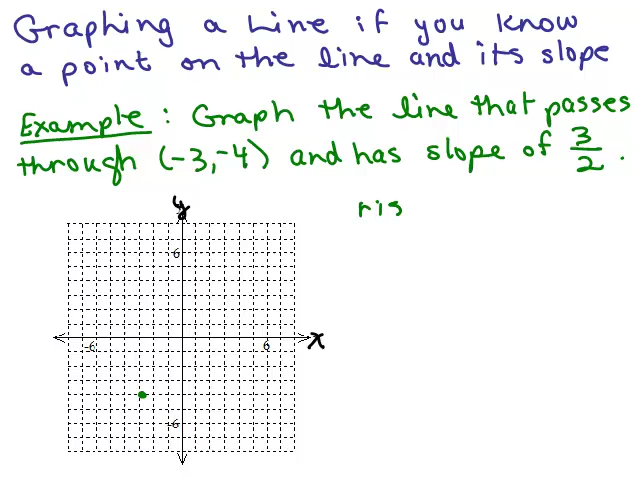 Graphing a Line if you know
a point on the line and its slope
Example: Graph the line that passes
through (-3,-4) and has slope of 3/2.
y
ris
6
x
-6
6
-6